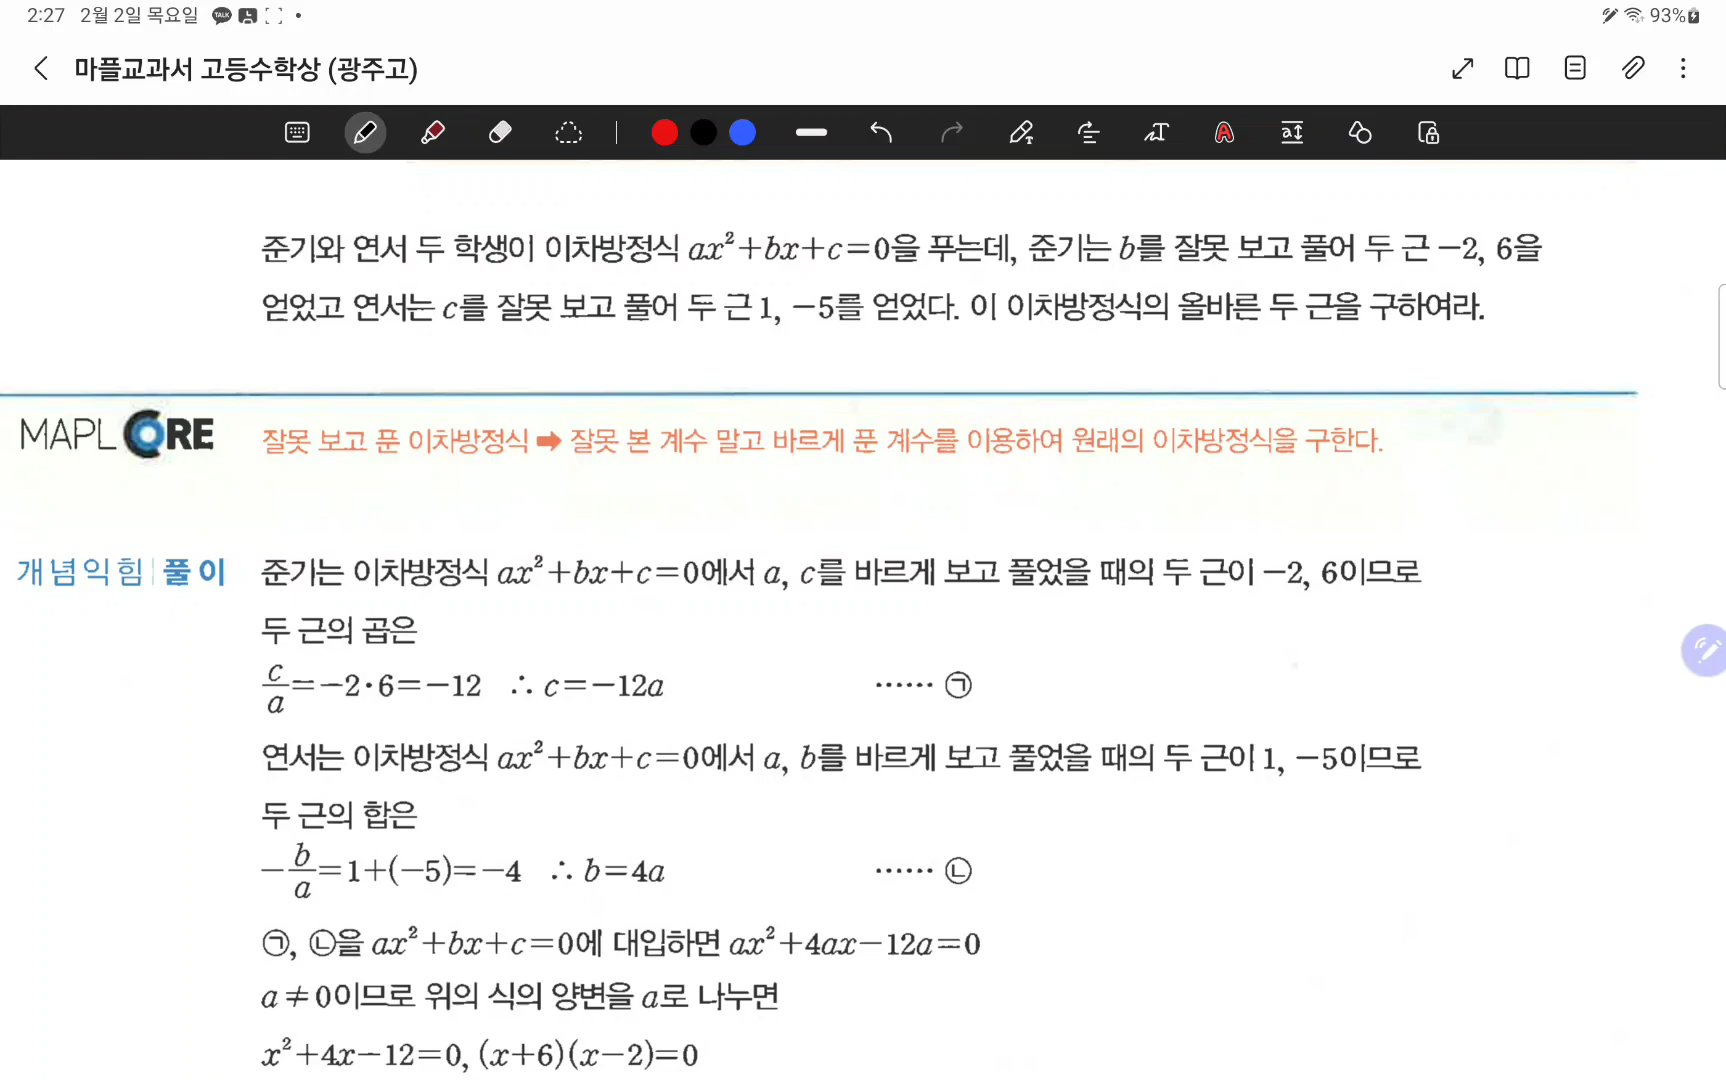 2:27 2월 2일 목요일 TALK 93%
마플교과서 고등수학상 (광주고)
준기와 연서 두 학생이 이차방정식 ax²+bx+c=0을 푸는데, 준기는 b를 잘못 보고 풀어 두 근 −2, 6을
얻었고 연서는 c를 잘못 보고 풀어 두 근 1, −5를 얻었다. 이 이차방정식의 올바른 두 근을 구하여라.
MAPL CORE 잘못 보고 푼 이차방정식 ➡ 잘못 본 계수 말고 바르게 푼 계수를 이용하여 원래의 이차방정식을 구한다.
개념익힘 | 풀이 준기는 이차방정식 ax²+bx+c=0에서 a, c를 바르게 보고 풀었을 때의 두 근이 −2, 6이므로
두 근의 곱은
c/a=−2·6=−12 ∴ c=−12a ······ ㉠
연서는 이차방정식 ax²+bx+c=0에서 a, b를 바르게 보고 풀었을 때의 두 근이 1, −5이므로
두 근의 합은
−b/a=1+(−5)=−4 ∴ b=4a ······ ㉡
㉠, ㉡을 ax²+bx+c=0에 대입하면 ax²+4ax−12a=0
a≠0이므로 위의 식의 양변을 a로 나누면
x²+4x−12=0, (x+6)(x−2)=0